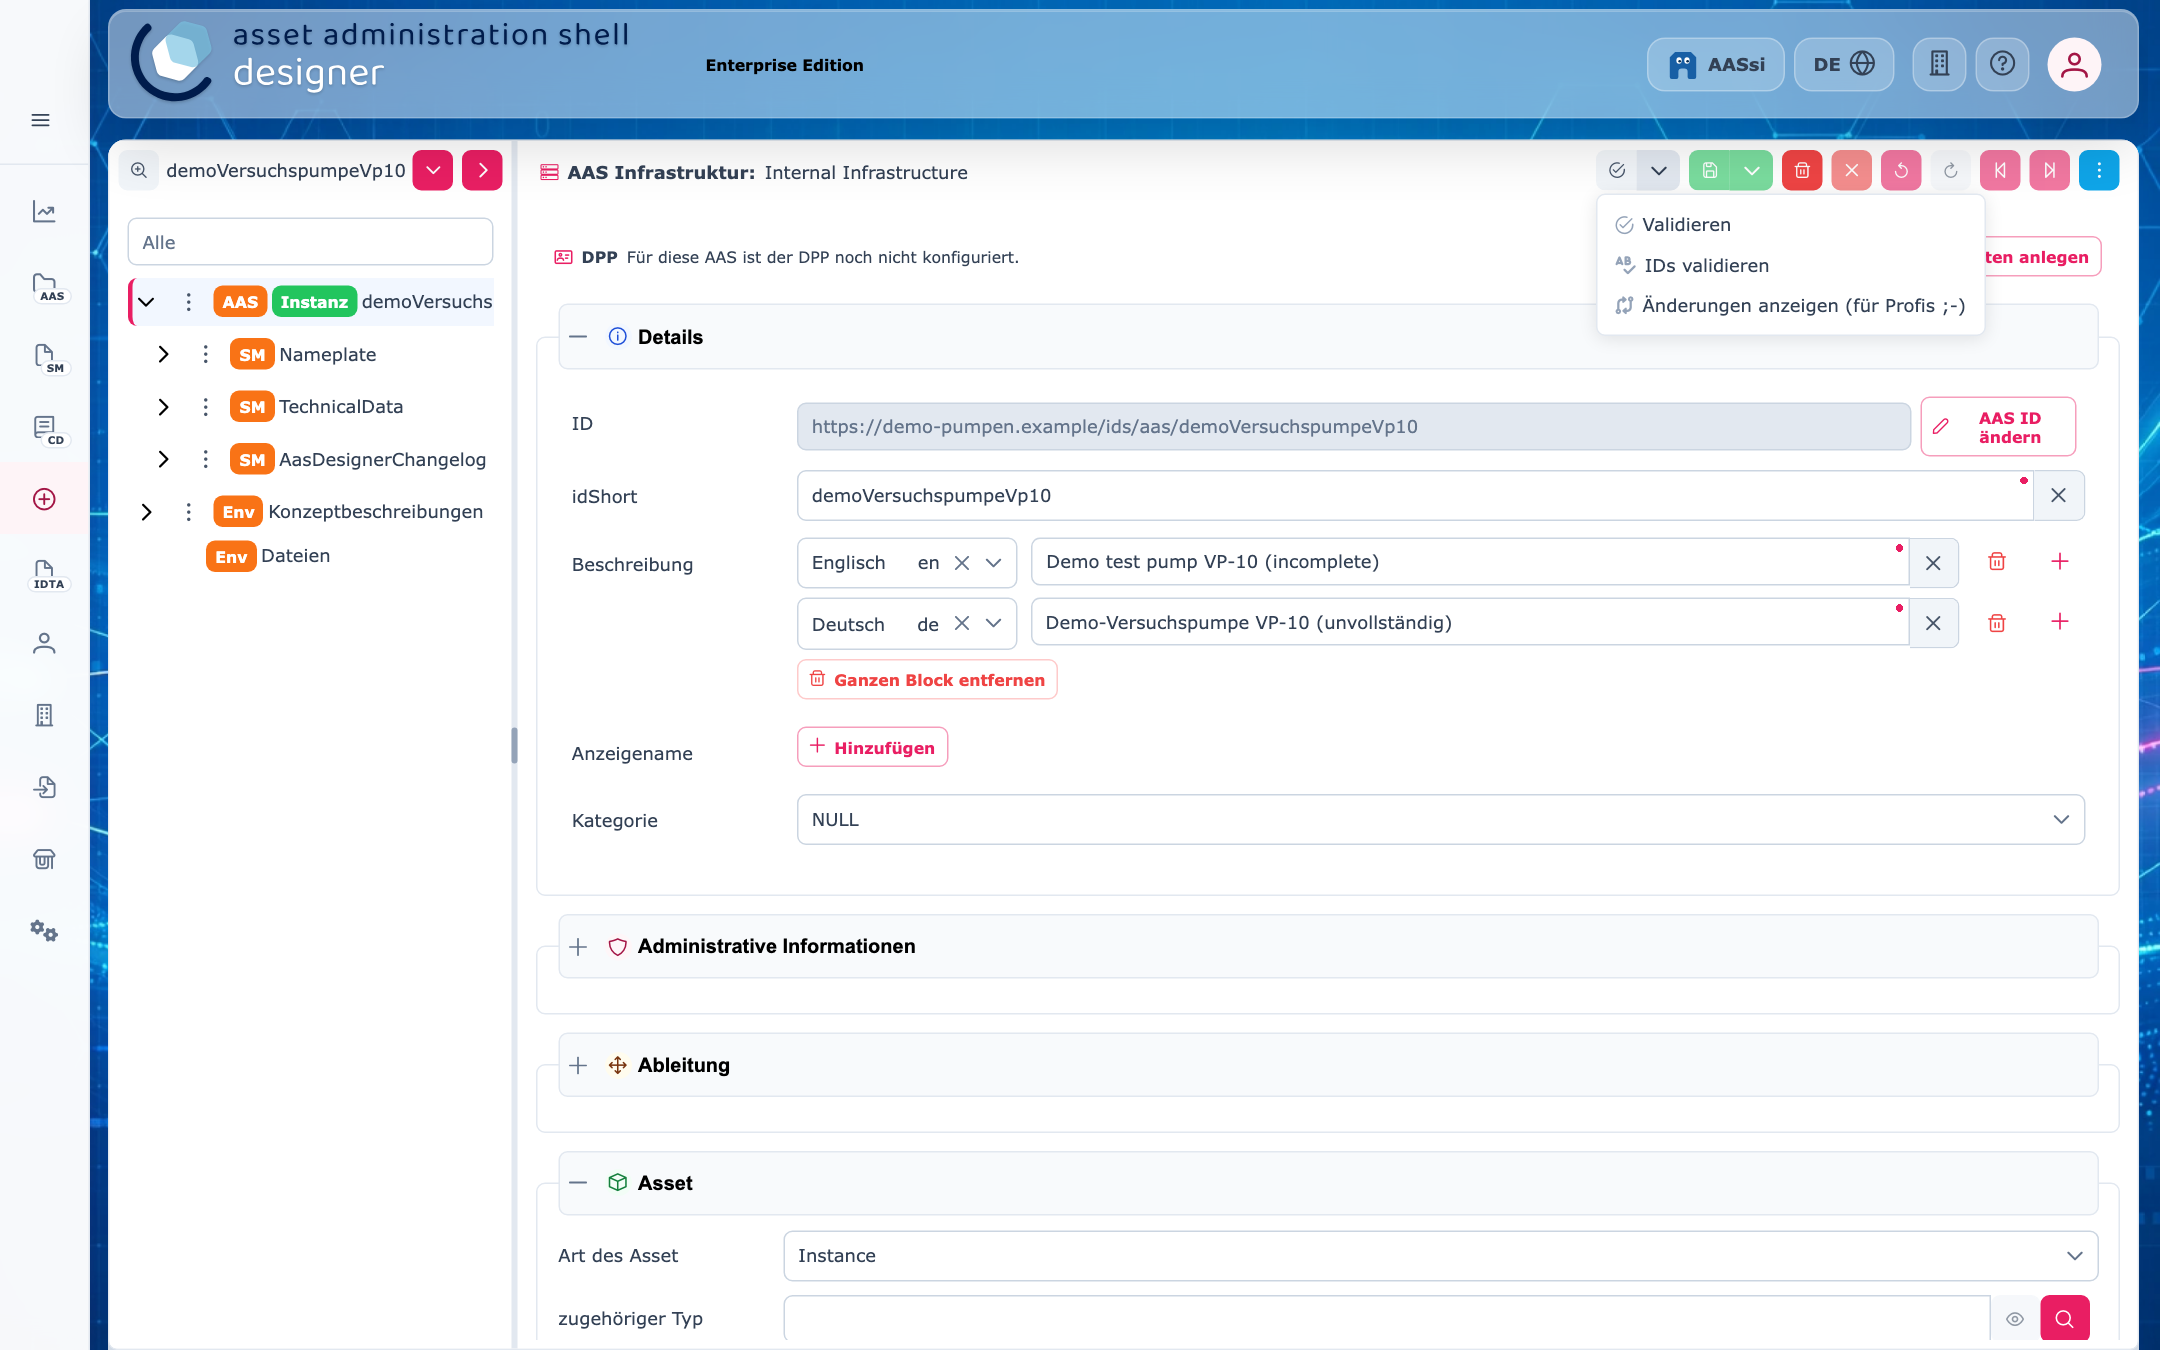 asset administration shell
designer
Enterprise Edition
AASsi
DE
demoVersuchspumpeVp10
AAS Infrastruktur: Internal Infrastructure
Alle
Validieren
IDs validieren
Änderungen anzeigen (für Profis ;-)
DPP Für diese AAS ist der DPP noch nicht konfiguriert.
ten anlegen
AAS
SM
CD
IDTA
AAS Instanz demoVersuchs
SM Nameplate
SM TechnicalData
SM AasDesignerChangelog
Env Konzeptbeschreibungen
Env Dateien
Details
ID
https://demo-pumpen.example/ids/aas/demoVersuchspumpeVp10
AAS ID
ändern
idShort
demoVersuchspumpeVp10
Beschreibung
Englisch en
Demo test pump VP-10 (incomplete)
Deutsch de
Demo-Versuchspumpe VP-10 (unvollständig)
Ganzen Block entfernen
Anzeigename
Hinzufügen
Kategorie
NULL
Administrative Informationen
Ableitung
Asset
Art des Asset
Instance
zugehöriger Typ